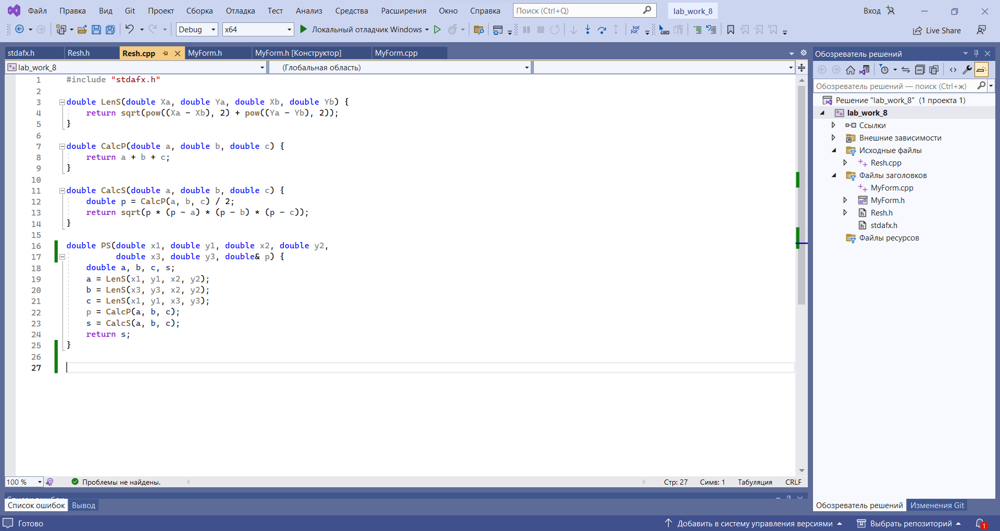 Файл Правка Вид Git Проект Сборка Отладка Тест Анализ Средства Расширения Окно Справка Поиск (Ctrl+Q) lab_work_8 Вход
Debug x64 Локальный отладчик Windows Live Share
stdafx.h Resh.h Resh.cpp MyForm.h MyForm.h [Конструктор] MyForm.cpp
lab_work_8 (Глобальная область)
1 #include "stdafx.h"
2
3 double LenS(double Xa, double Ya, double Xb, double Yb) {
4 return sqrt(pow((Xa - Xb), 2) + pow((Ya - Yb), 2));
5 }
6
7 double CalcP(double a, double b, double c) {
8 return a + b + c;
9 }
10
11 double CalcS(double a, double b, double c) {
12 double p = CalcP(a, b, c) / 2;
13 return sqrt(p * (p - a) * (p - b) * (p - c));
14 }
15
16 double PS(double x1, double y1, double x2, double y2,
17 double x3, double y3, double& p) {
18 double a, b, c, s;
19 a = LenS(x1, y1, x2, y2);
20 b = LenS(x3, y3, x2, y2);
21 c = LenS(x1, y1, x3, y3);
22 p = CalcP(a, b, c);
23 s = CalcS(a, b, c);
24 return s;
25 }
26
27
100 % Проблемы не найдены. Стр: 27 Симв: 1 Табуляция CRLF
Список ошибок
Список ошибок Вывод
Обозреватель решений
Обозреватель решений — поиск (Ctrl+ж)
Решение "lab_work_8" (1 проекта 1)
lab_work_8
Ссылки
Внешние зависимости
Исходные файлы
Resh.cpp
Файлы заголовков
MyForm.cpp
MyForm.h
Resh.h
stdafx.h
Файлы ресурсов
Обозреватель решений Изменения Git
Готово Добавить в систему управления версиями Выбрать репозиторий 1